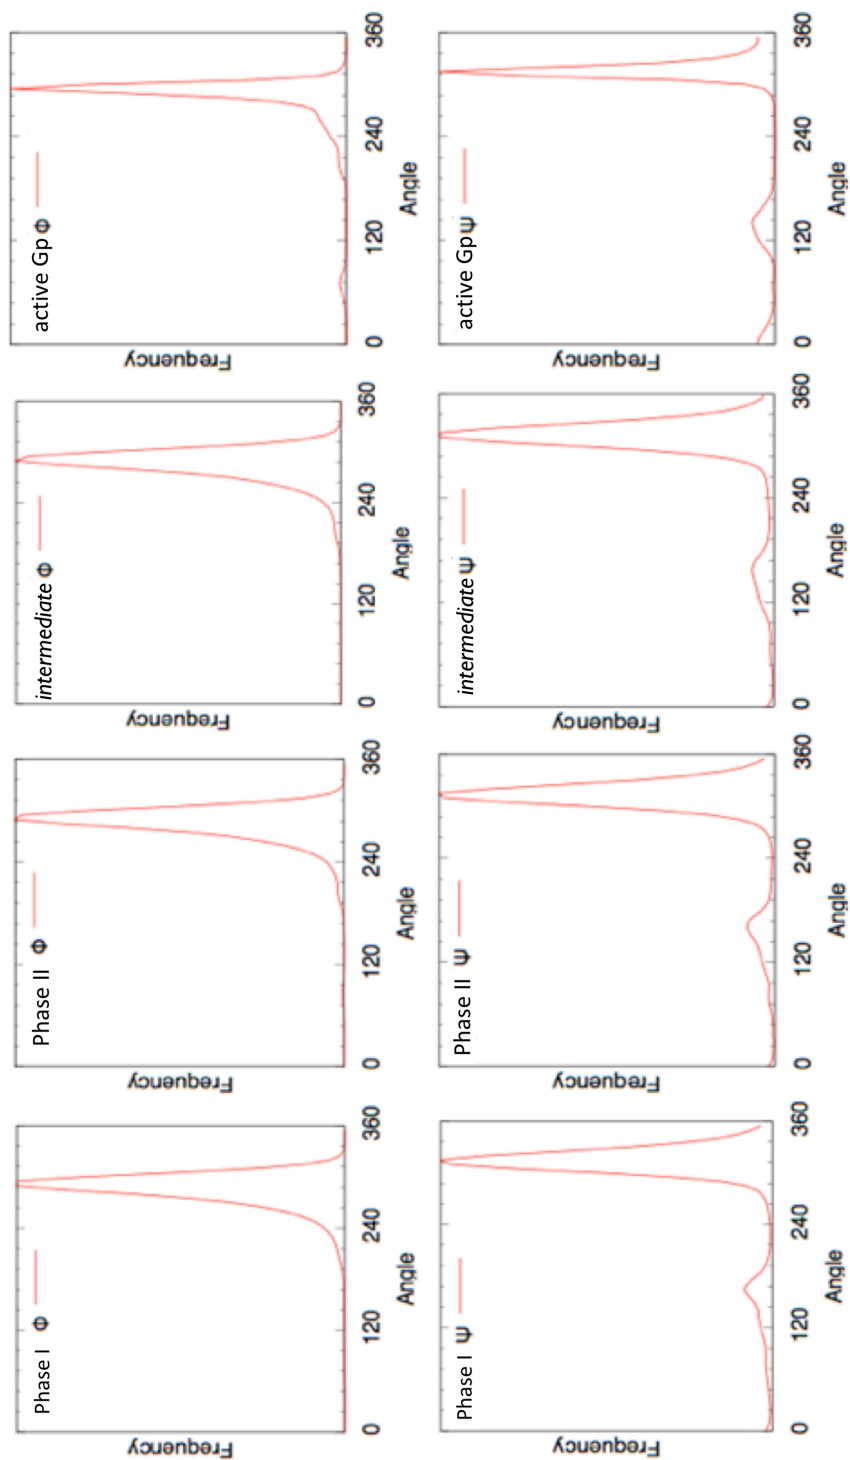 Phase I Φ
Frequency
0 120 240 360
Angle
Phase II Φ
Frequency
0 120 240 360
Angle
intermediate Φ
Frequency
0 120 240 360
Angle
active Gp Φ
Frequency
0 120 240 360
Angle
Phase I Ψ
Frequency
0 120 240 360
Angle
Phase II Ψ
Frequency
0 120 240 360
Angle
intermediate Ψ
Frequency
0 120 240 360
Angle
active Gp Ψ
Frequency
0 120 240 360
Angle